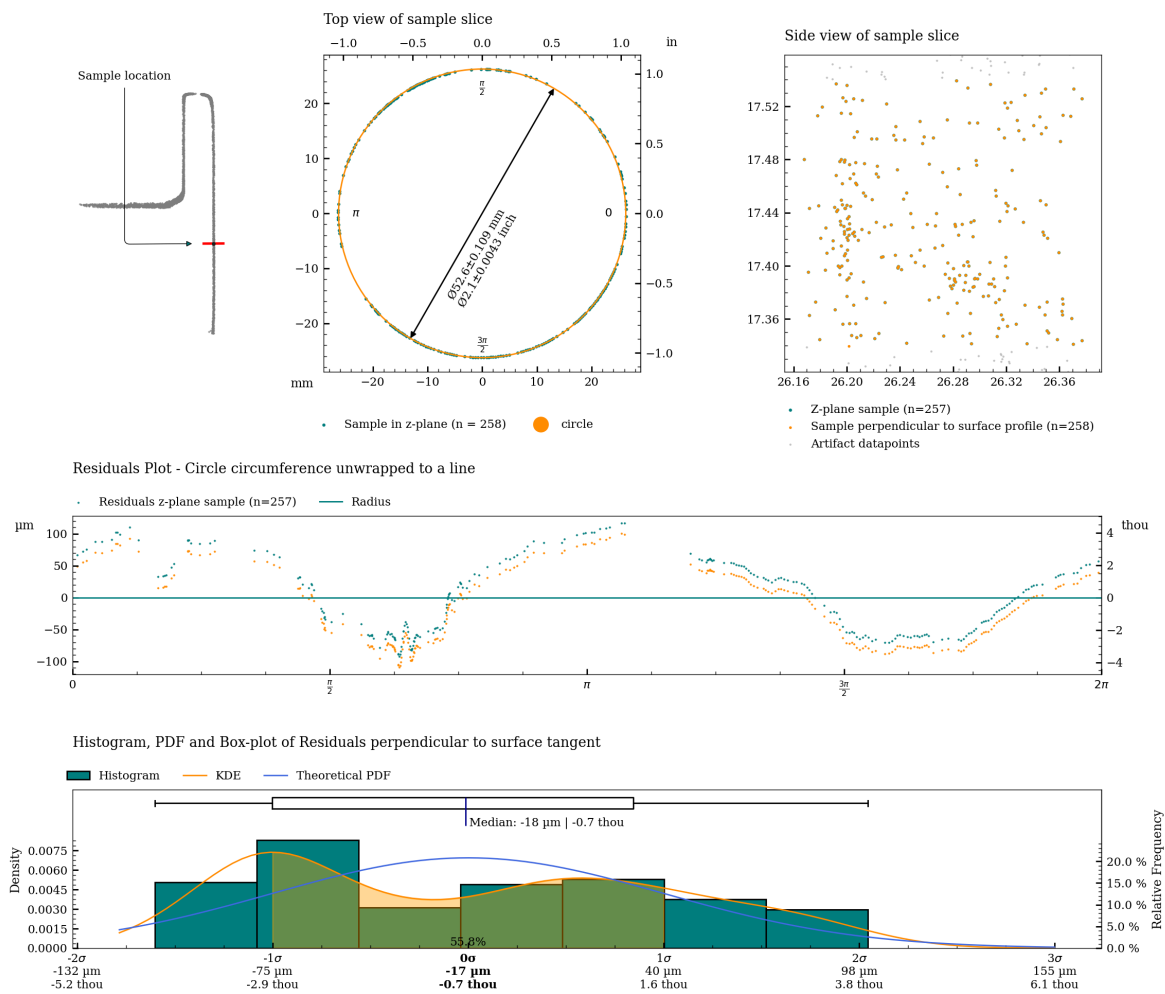 Top view of sample slice
−1.0 −0.5 0.0 0.5 1.0 in
Side view of sample slice
Sample location
20
10
0
−10
−20
mm
−20 −10 0 10 20
1.0
0.5
0.0
−0.5
−1.0
π/2
π
0
3π/2
Ø52.6±0.109 mm
Ø2.1±0.0043 inch
Sample in z-plane (n = 258) circle
17.52
17.48
17.44
17.40
17.36
26.16 26.20 26.24 26.28 26.32 26.36
Z-plane sample (n=257)
Sample perpendicular to surface profile (n=258)
Artifact datapoints
Residuals Plot - Circle circumference unwrapped to a line
Residuals z-plane sample (n=257) Radius
µm
100
50
0
−50
−100
thou
4
2
0
−2
−4
0 π/2 π 3π/2 2π
Histogram, PDF and Box-plot of Residuals perpendicular to surface tangent
Histogram KDE Theoretical PDF
Median: -18 µm | -0.7 thou
Density
0.0075
0.0060
0.0045
0.0030
0.0015
0.0000
Relative Frequency
20.0 %
15.0 %
10.0 %
5.0 %
0.0 %
55.8%
-2σ -1σ 0σ 1σ 2σ 3σ
-132 µm -75 µm -17 µm 40 µm 98 µm 155 µm
-5.2 thou -2.9 thou -0.7 thou 1.6 thou 3.8 thou 6.1 thou